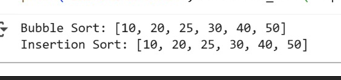 Bubble Sort: [10, 20, 25, 30, 40, 50]
Insertion Sort: [10, 20, 25, 30, 40, 50]